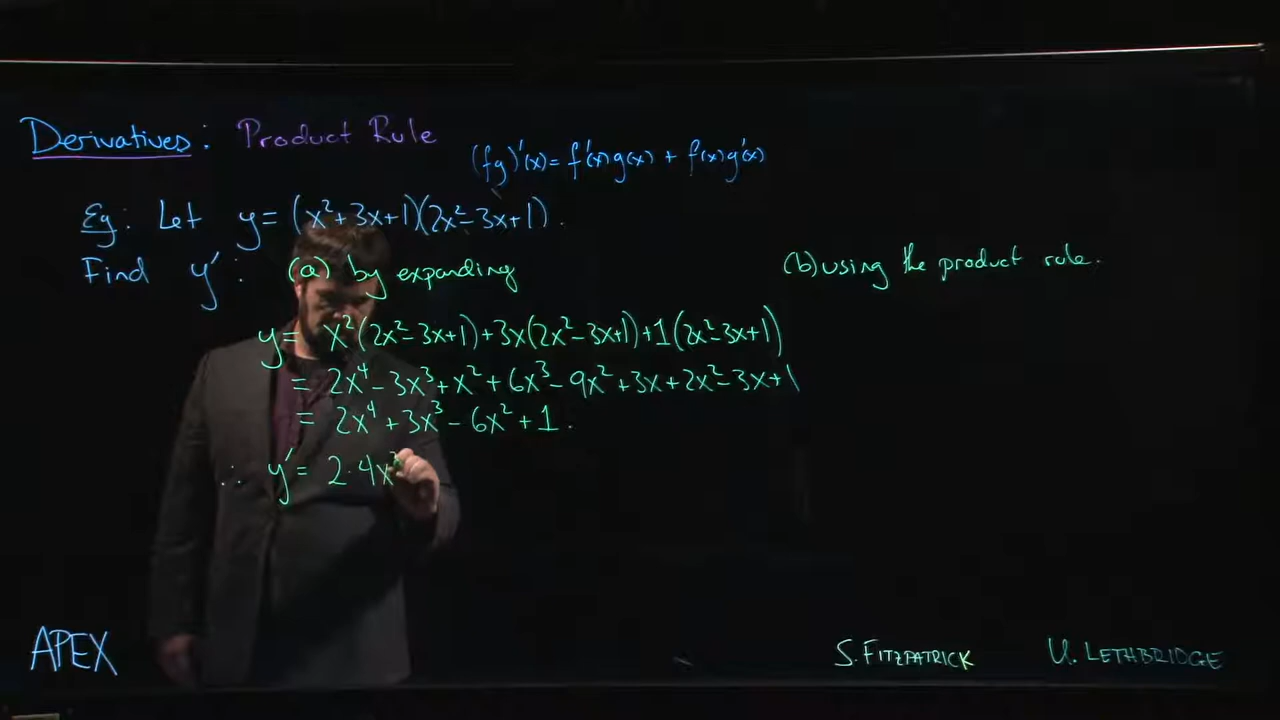 Derivatives: Product Rule
(fg)'(x) = f'(x)g(x) + f(x)g'(x)
Eg: Let y = (x²+3x+1)(2x²-3x+1).
Find y':
(a) by expanding
(b) using the product rule.
y = x²(2x²-3x+1)+3x(2x²-3x+1)+1(2x²-3x+1)
= 2x⁴-3x³+x²+6x³-9x²+3x+2x²-3x+1
= 2x⁴+3x³-6x²+1.
∴ y' = 2·4x³
APEX
S. FITZPATRICK
U. LETHBRIDGE